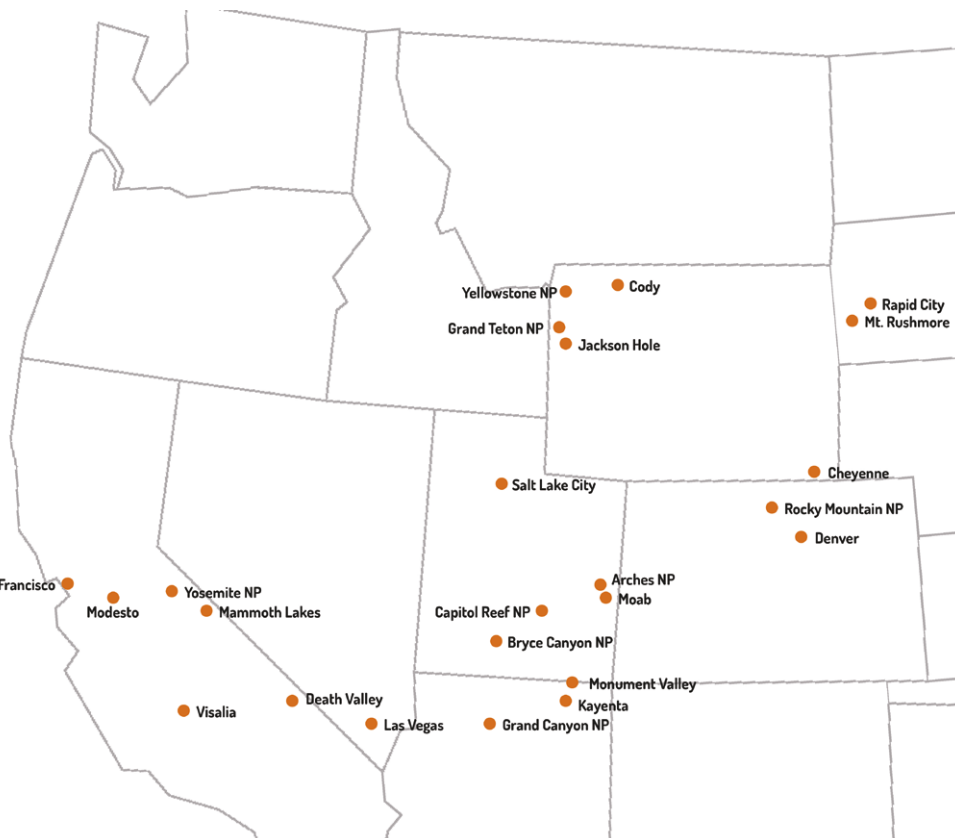 Cody
Yellowstone NP
Rapid City
Mt. Rushmore
Grand Teton NP
Jackson Hole
Cheyenne
Salt Lake City
Rocky Mountain NP
Denver
Arches NP
Francisco
Yosemite NP
Moab
Modesto
Mammoth Lakes
Capitol Reef NP
Bryce Canyon NP
Monument Valley
Death Valley
Kayenta
Visalia
Las Vegas
Grand Canyon NP